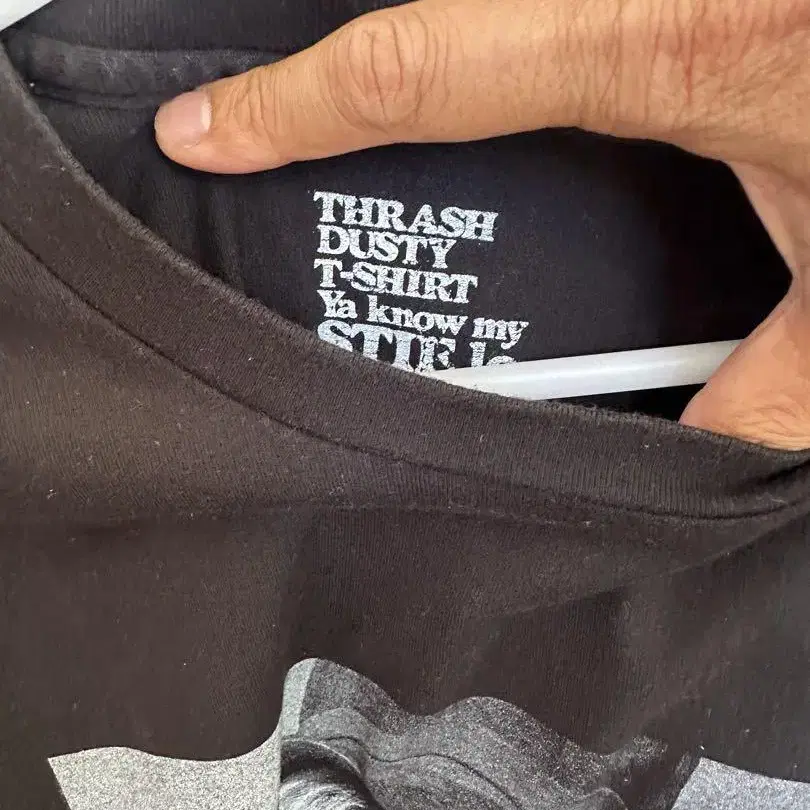 THRASH
DUSTY
T-SHIRT
Ya know my